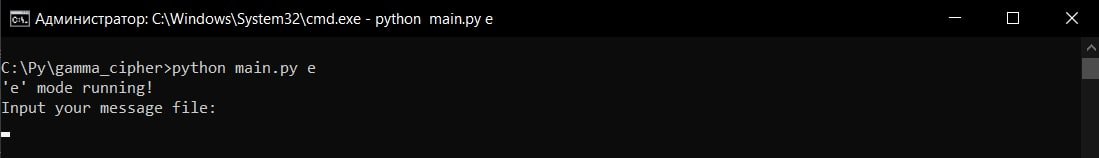 Администратор: C:\Windows\System32\cmd.exe - python  main.py e
C:\Py\gamma_cipher>python main.py e
'e' mode running!
Input your message file: